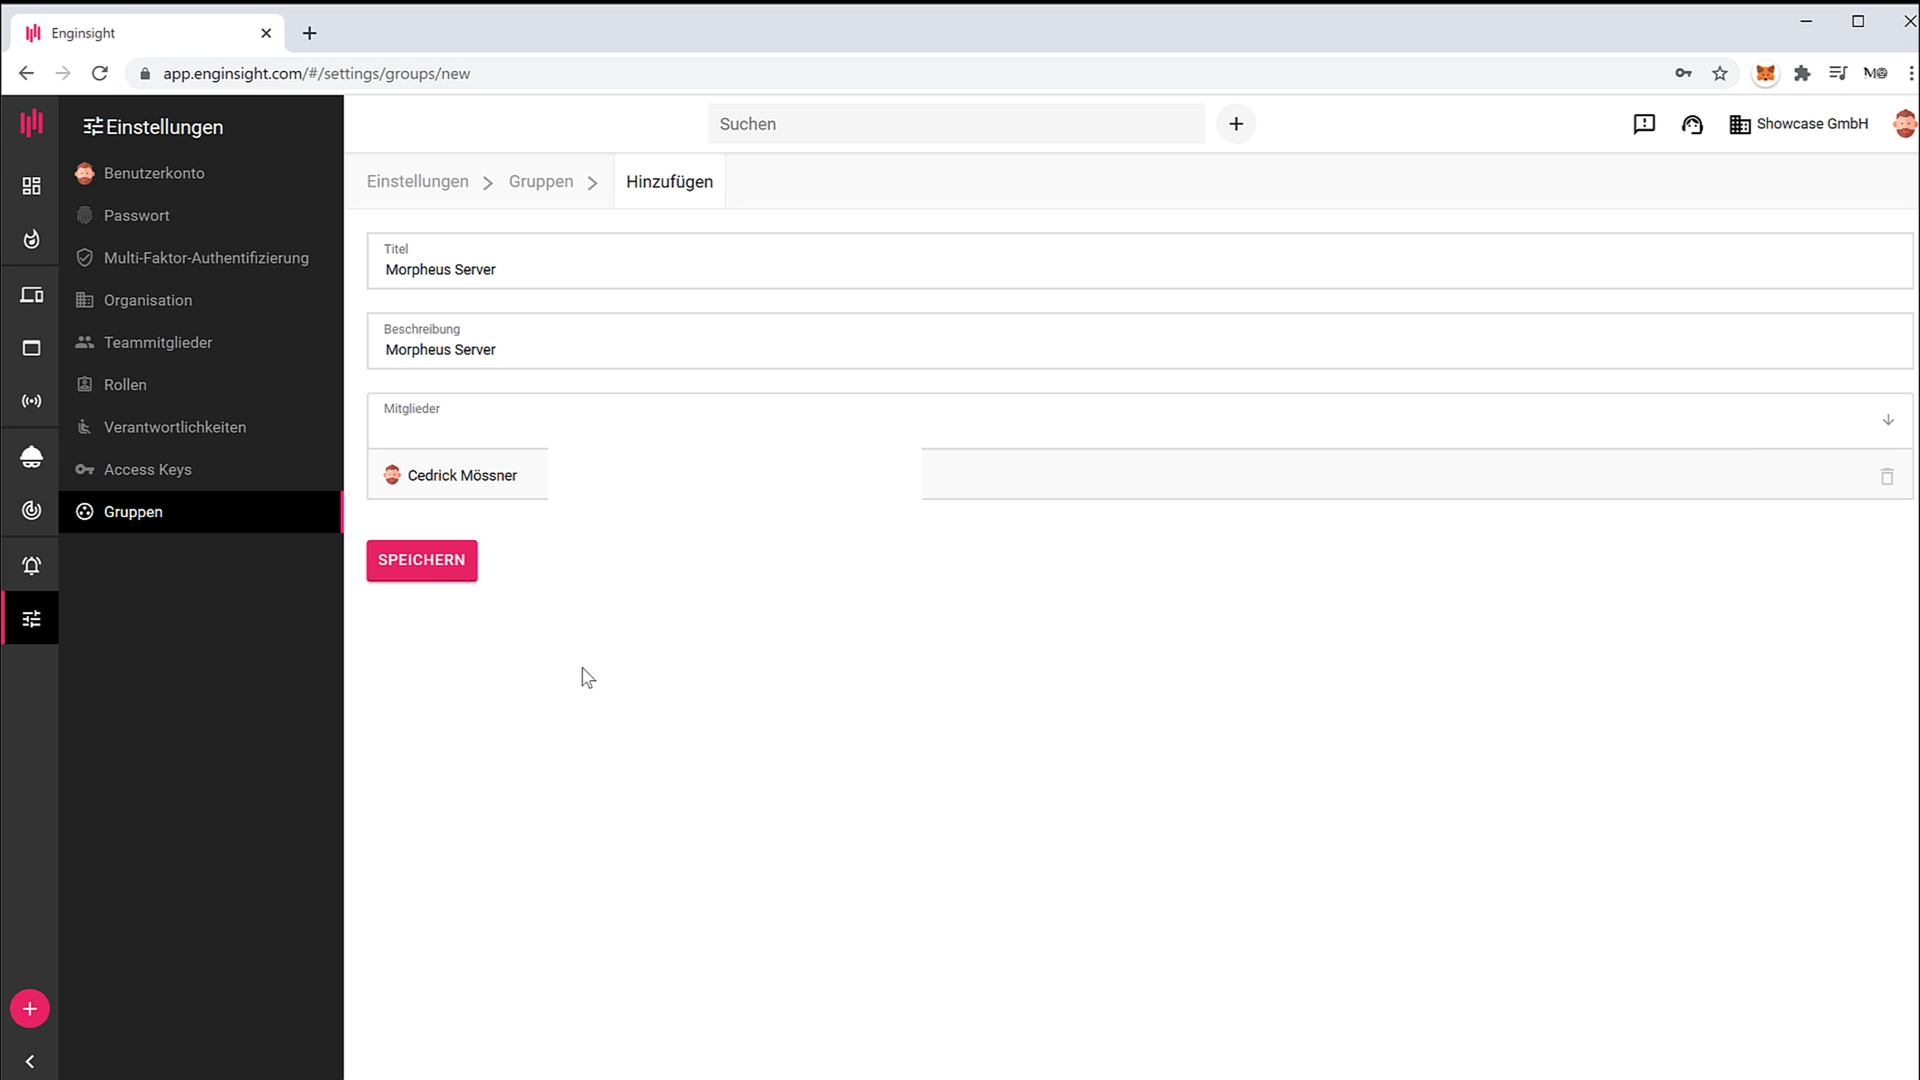 Enginsight
app.enginsight.com/#/settings/groups/new
Einstellungen
Suchen
Showcase GmbH
Benutzerkonto
Passwort
Multi-Faktor-Authentifizierung
Organisation
Teammitglieder
Rollen
Verantwortlichkeiten
Access Keys
Gruppen
Einstellungen > Gruppen > Hinzufügen
Titel
Morpheus Server
Beschreibung
Morpheus Server
Mitglieder
Cedrick Mössner
SPEICHERN